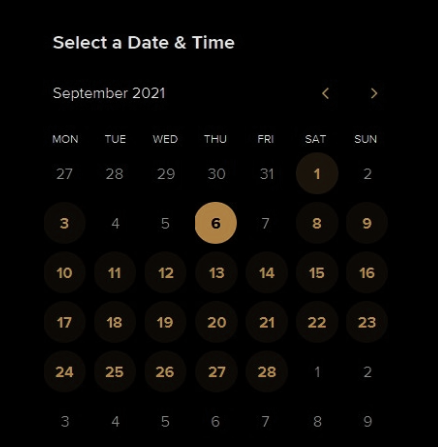 Select a Date & Time
September 2021
MON TUE WED THU FRI SAT SUN
27 28 29 30 31 1 2
3 4 5 6 7 8 9
10 11 12 13 14 15 16
17 18 19 20 21 22 23
24 25 26 27 28 1 2
3 4 5 6 7 8 9